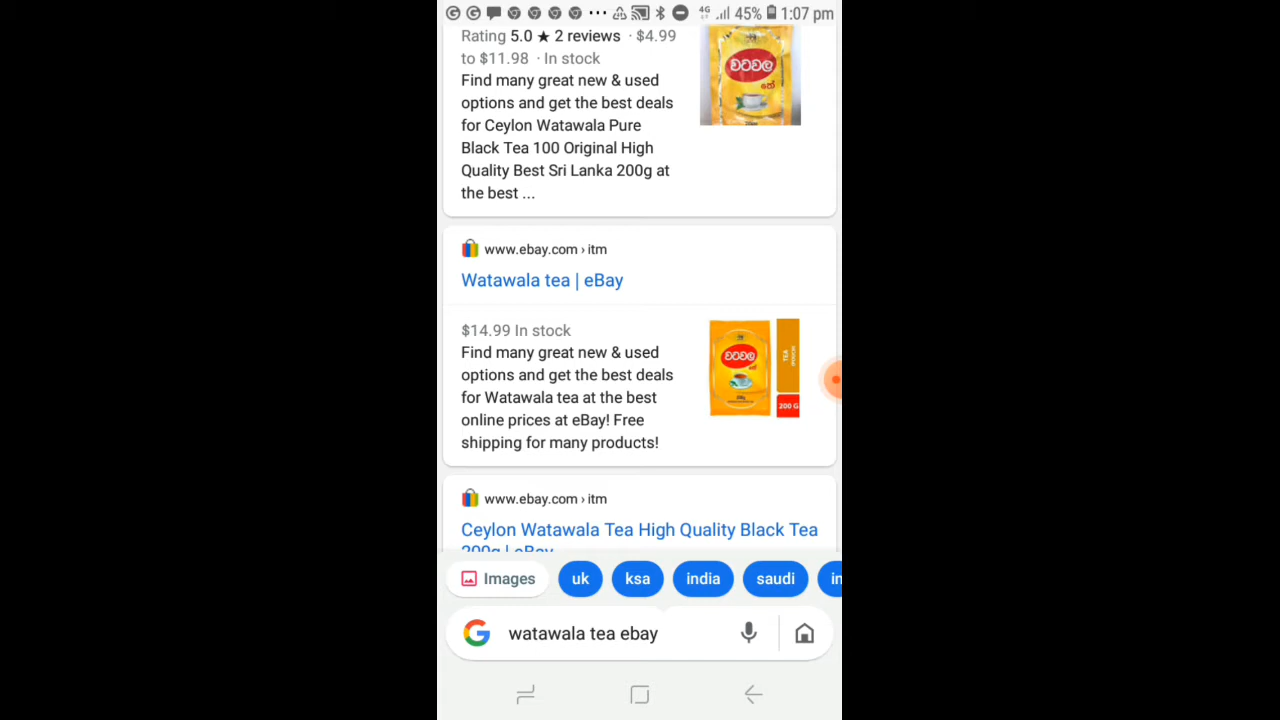 45% 1:07 pm
Rating 5.0 ★ 2 reviews · $4.99
to $11.98 · In stock
Find many great new & used
options and get the best deals
for Ceylon Watawala Pure
Black Tea 100 Original High
Quality Best Sri Lanka 200g at
the best ...
වටවල
තේ
www.ebay.com › itm
Watawala tea | eBay
$14.99 In stock
Find many great new & used
options and get the best deals
for Watawala tea at the best
online prices at eBay! Free
shipping for many products!
වටවල
TEA
200 G
www.ebay.com › itm
Ceylon Watawala Tea High Quality Black Tea
200g | eBay
Images uk ksa india saudi
watawala tea ebay